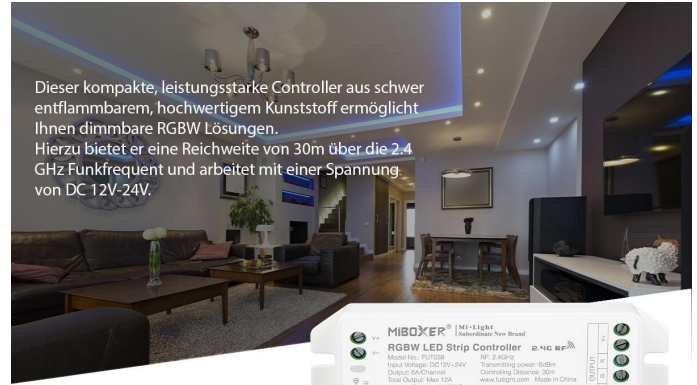 Dieser kompakte, leistungsstarke Controller aus schwer
entflammbarem, hochwertigem Kunststoff ermöglicht
Ihnen dimmbare RGBW Lösungen.
Hierzu bietet er eine Reichweite von 30m über die 2.4
GHz Funkfrequent und arbeitet mit einer Spannung
von DC 12V-24V.
MIBOXER® Mi•Light
Subordinate New Brand
RGBW LED Strip Controller 2.4G RF
Model No.: FUT038 RF: 2.4GHz
Input Voltage: DC12V~24V Transmitting power: 6dBm
Output: 6A/Channel Controlling Distance: 30m
Total Output: Max 12A www.futlight.com Made in China
V+
V-
OUTPUT
V+
R
G